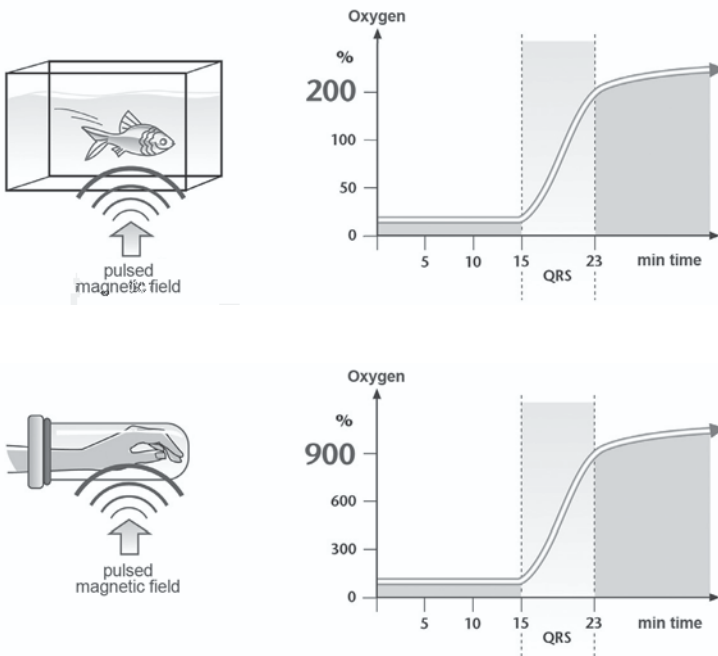 Oxygen
%
200
100
50
0
5 10 15 23 min time
QRS
pulsed
magnetic field
Oxygen
%
900
600
300
0
5 10 15 23 min time
QRS
pulsed
magnetic field